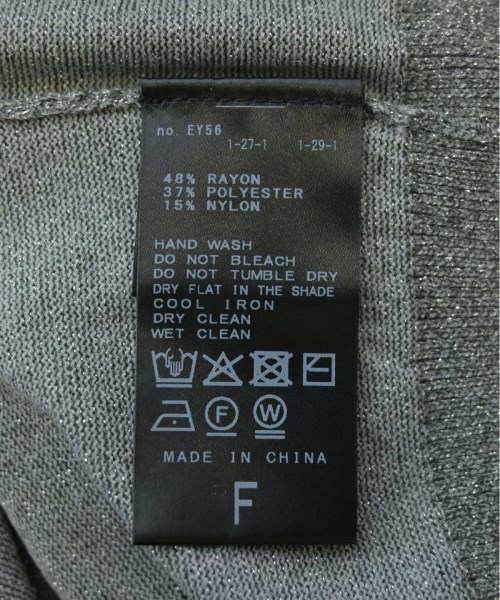 no. EY56
1-27-1 1-29-1
48% RAYON
37% POLYESTER
15% NYLON
HAND WASH
DO NOT BLEACH
DO NOT TUMBLE DRY
DRY FLAT IN THE SHADE
COOL IRON
DRY CLEAN
WET CLEAN
F W
MADE IN CHINA
F